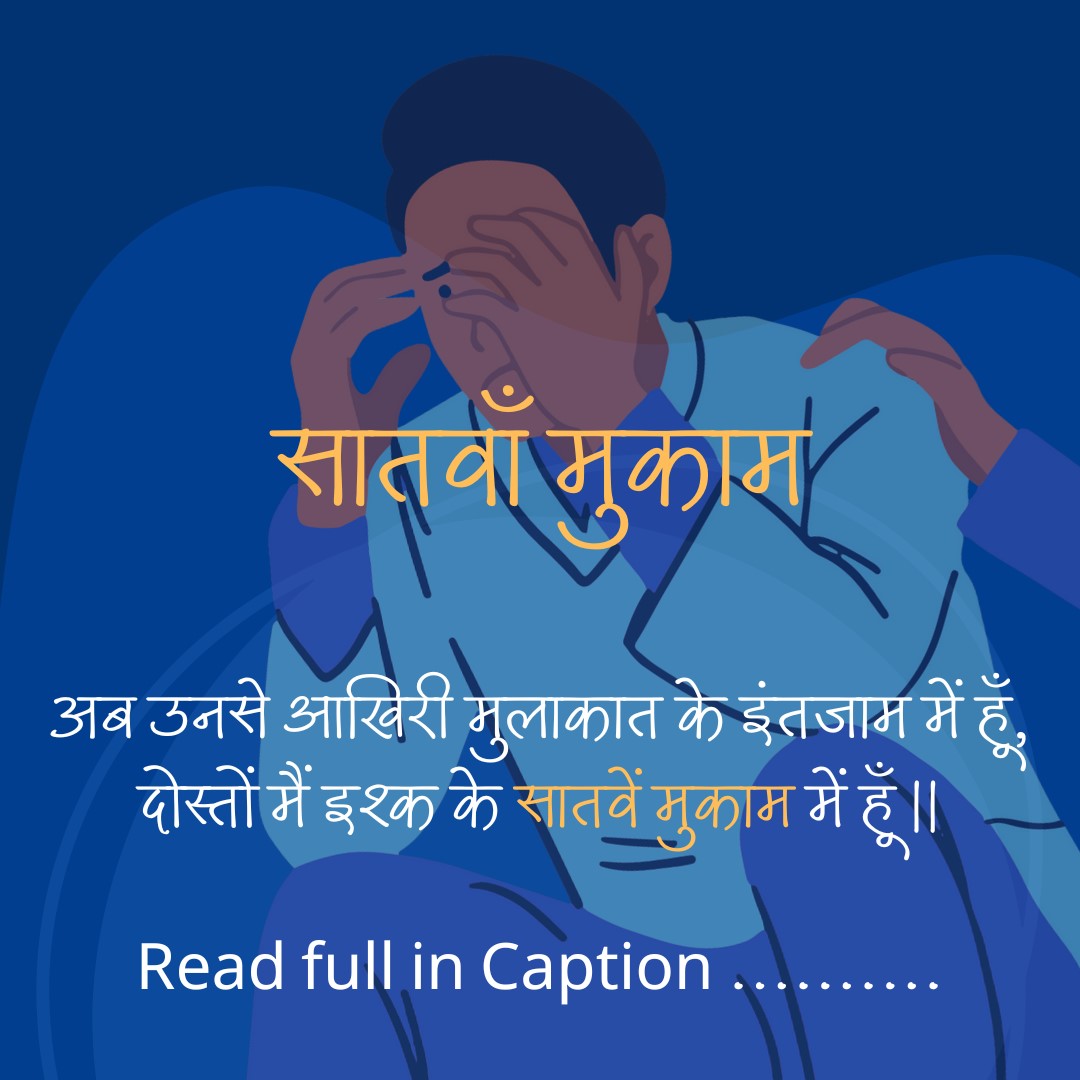 सातवाँ मुकाम
अब उनसे आखिरी मुलाकात के इंतजाम में हूँ,
दोस्तों मैं इश्क के सातवें मुकाम में हूँ ||
Read full in Caption ..........